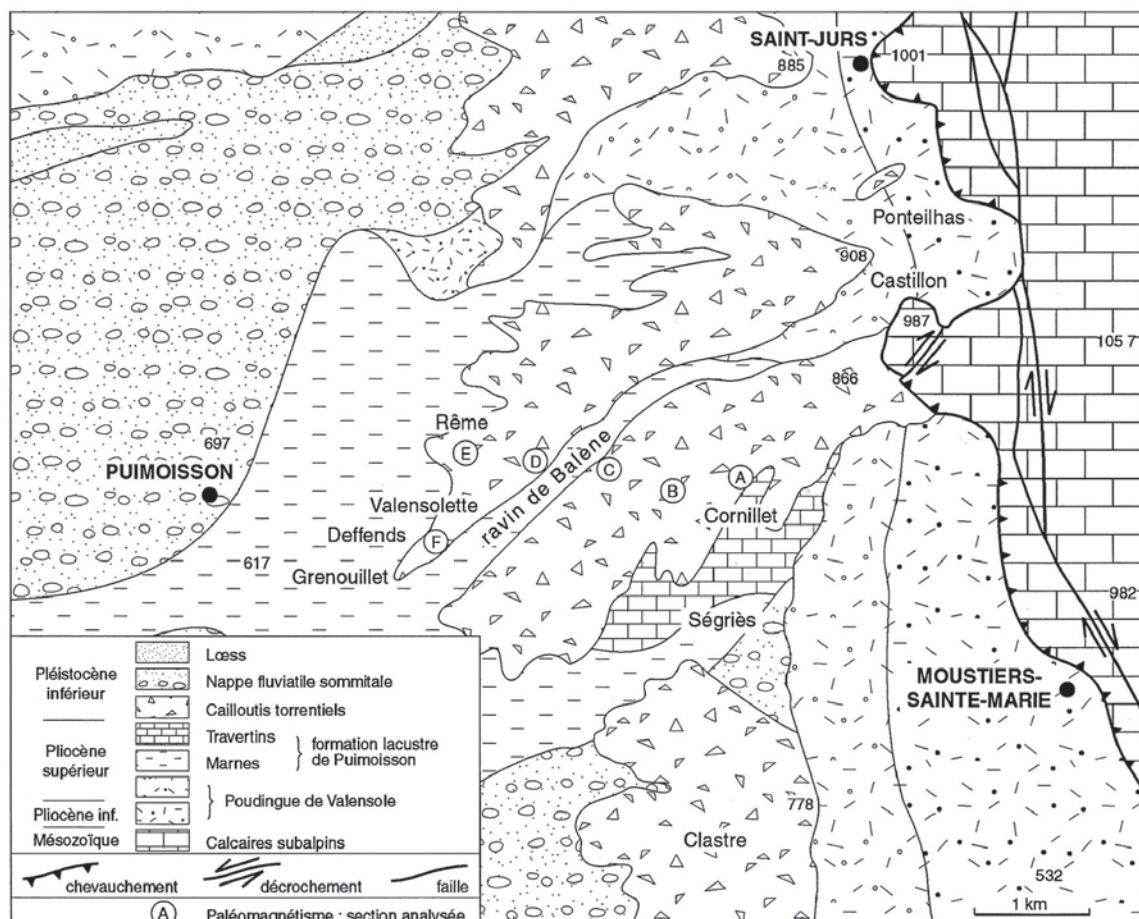 SAINT-JURS
1001
885
Ponteilhas
908
Castillon
987
105 7
866
Rême
697
PUIMOISSON
E
D
C
A
B
ravin de Balène
Cornillet
Valensolette
Deffends
F
617
Grenouillet
982
Ségriès
MOUSTIERS-
SAINTE-MARIE
778
Clastre
532
1 km
Pléistocène
inférieur
Lœss
Nappe fluviatile sommitale
Cailloutis torrentiels
Pliocène
supérieur
Travertins
Marnes
formation lacustre
de Puimoisson
Poudingue de Valensole
Pliocène inf.
Mésozoïque
Calcaires subalpins
chevauchement
décrochement
faille
A Paléomagnétisme : section analysée